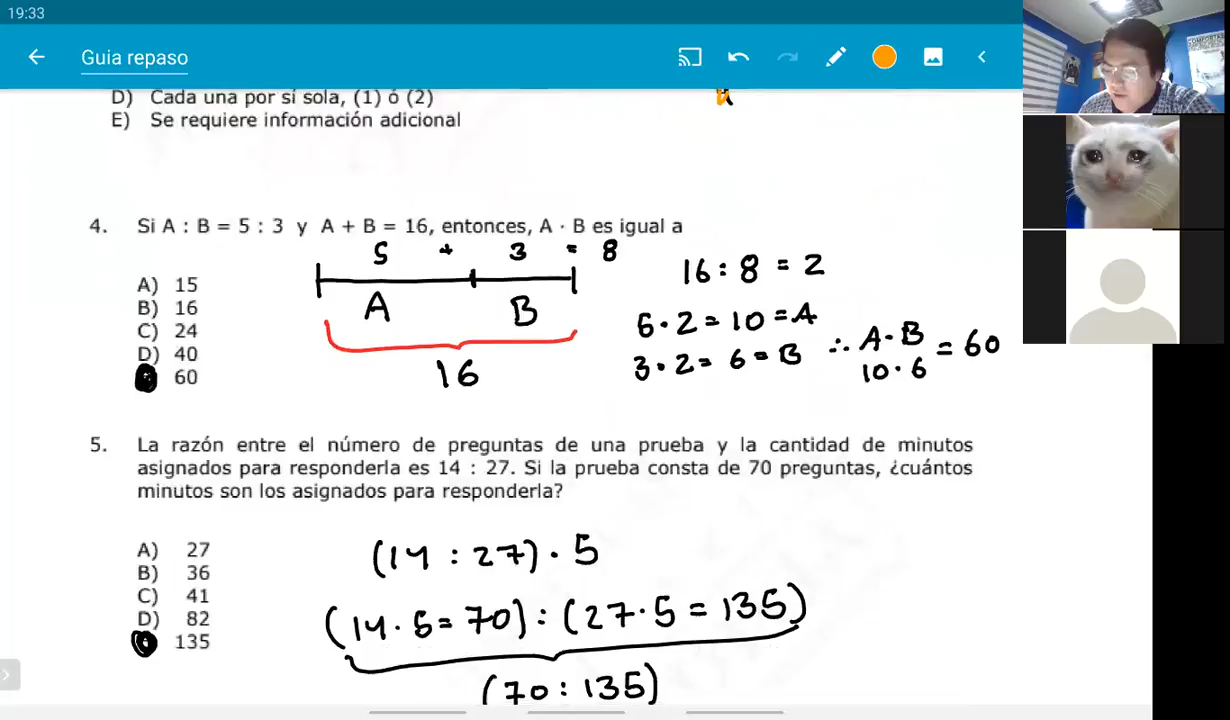 19:33
Guia repaso
D) Cada una por sí sola, (1) ó (2)
E) Se requiere información adicional
4. Si A : B = 5 : 3 y A + B = 16, entonces, A · B es igual a
5 + 3 = 8
A B
16
A) 15
B) 16
C) 24
D) 40
60
16 : 8 = 2
5 · 2 = 10 = A
3 · 2 = 6 = B
∴ A · B = 60
10 · 6
5. La razón entre el número de preguntas de una prueba y la cantidad de minutos
asignados para responderla es 14 : 27. Si la prueba consta de 70 preguntas, ¿cuántos
minutos son los asignados para responderla?
A) 27
B) 36
C) 41
D) 82
135
(14 : 27) · 5
(14 · 5 = 70) : (27 · 5 = 135)
(70 : 135)